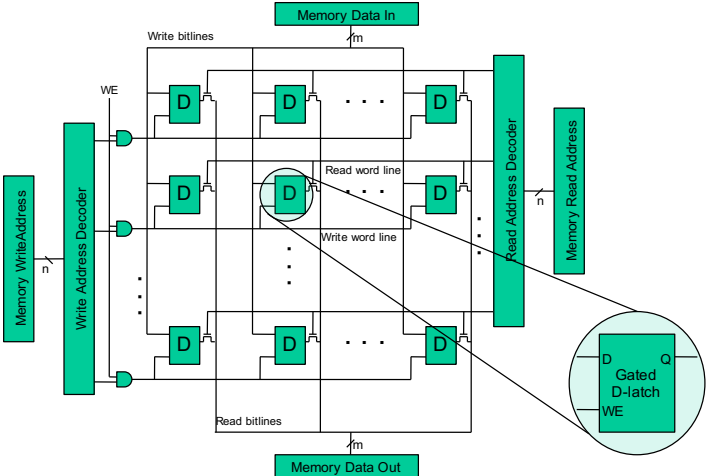 Memory Data In
m
Write bitlines
WE
D D D
. . .
Read word line
D D D
. . .
Write word line
Memory WriteAddress
n
Write Address Decoder
Read Address Decoder
n
Memory Read Address
D D D
. . .
D Q
Gated
D-latch
WE
Read bitlines
m
Memory Data Out